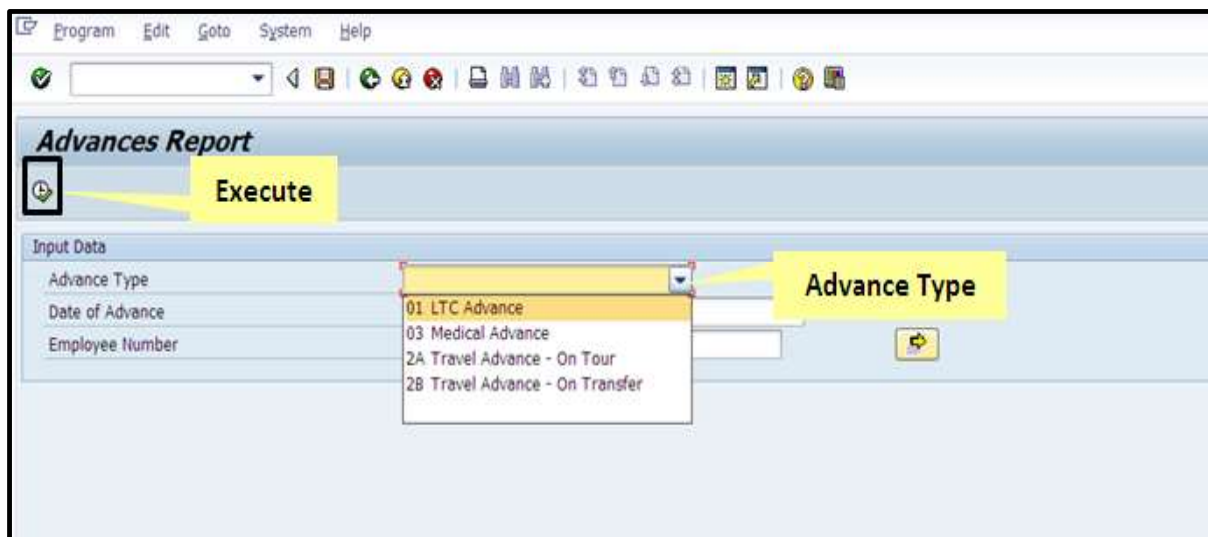 Program Edit Goto System Help
Advances Report
Execute
Input Data
Advance Type
Advance Type
Date of Advance
Employee Number
01 LTC Advance
03 Medical Advance
2A Travel Advance - On Tour
2B Travel Advance - On Transfer